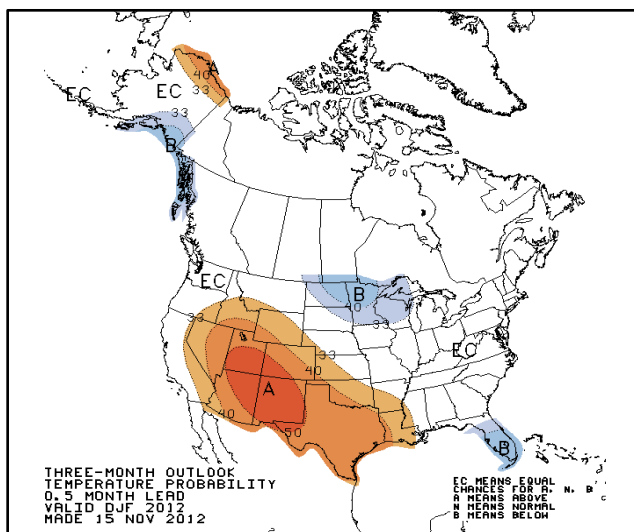 A
40
EC
EC
33
33
B
EC
B
40
33
33
33
EC
40
A
40
50
B
THREE-MONTH OUTLOOK
TEMPERATURE PROBABILITY
0.5 MONTH LEAD
VALID DJF 2012
MADE 15 NOV 2012
EC MEANS EQUAL
CHANCES FOR A, N, B
A MEANS ABOVE
N MEANS NORMAL
B MEANS BELOW